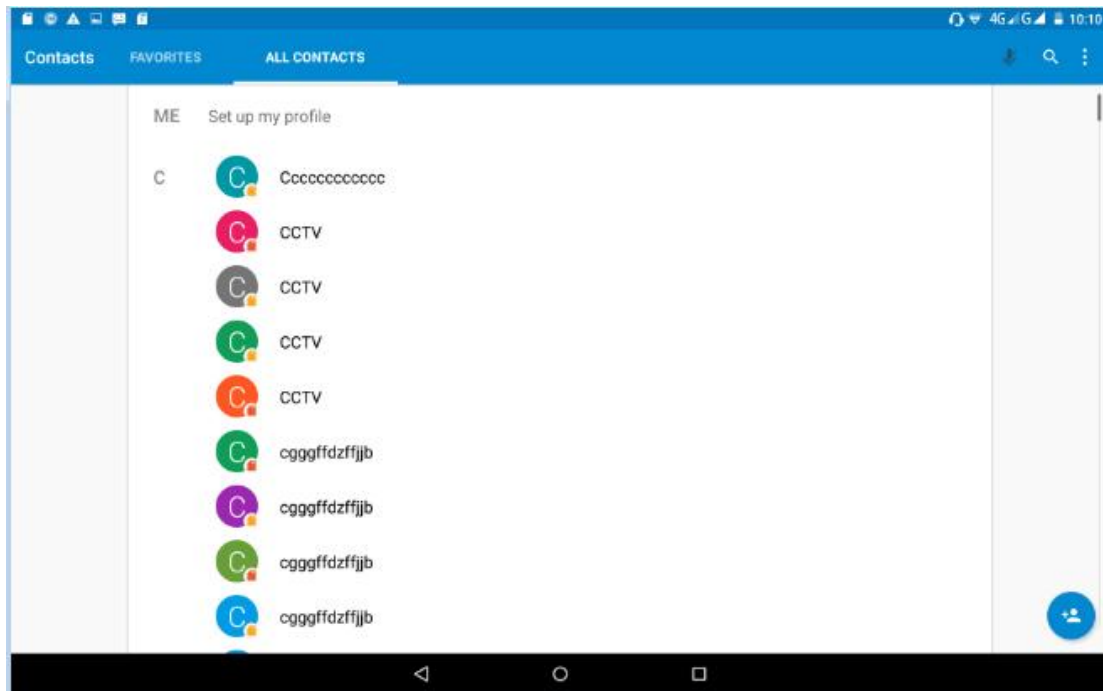 4G G 10:10
Contacts FAVORITES ALL CONTACTS
ME Set up my profile
C C Cccccccccccc
C CCTV
C CCTV
C CCTV
C CCTV
C cgggffdzffjjb
C cgggffdzffjjb
C cgggffdzffjjb
C cgggffdzffjjb